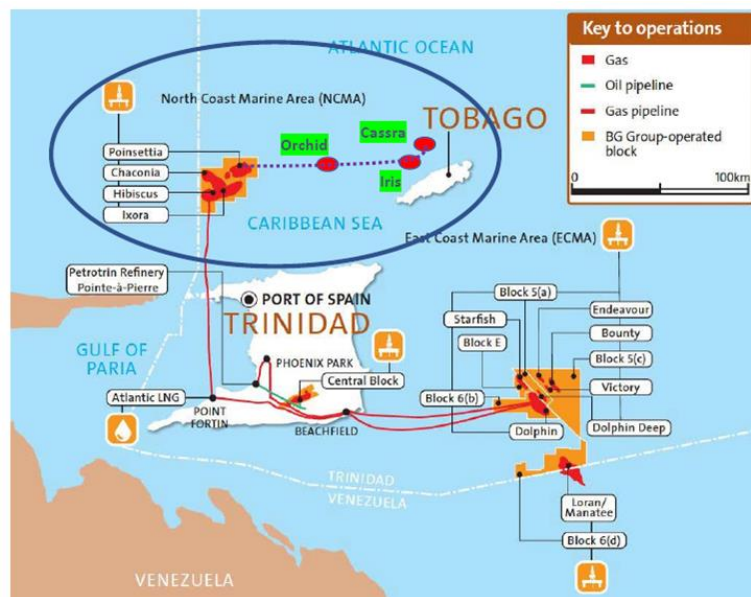 ATLANTIC OCEAN
Key to operations
Gas
Oil pipeline
Gas pipeline
BG Group-operated
block
0
100km
North Coast Marine Area (NCMA)
TOBAGO
Cassra
Orchid
Iris
Poinsettia
Chaconia
Hibiscus
Ixora
CARIBBEAN SEA
East Coast Marine Area (ECMA)
Petrotrin Refinery
Pointe-à-Pierre
PORT OF SPAIN
TRINIDAD
GULF OF
PARIA
PHOENIX PARK
Central Block
Atlantic LNG
POINT
FORTIN
BEACHFIELD
Block 5(a)
Endeavour
Starfish
Bounty
Block E
Block 5(c)
Victory
Block 6(b)
Dolphin
Dolphin Deep
TRINIDAD
VENEZUELA
Loran/
Manatee
Block 6(d)
VENEZUELA